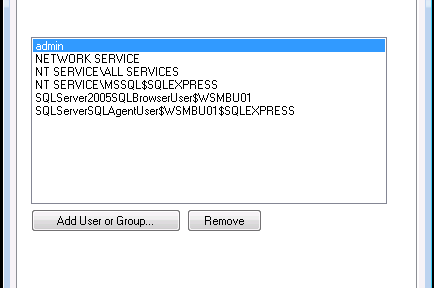 admin
NETWORK SERVICE
NT SERVICE\ALL SERVICES
NT SERVICE\MSSQL$SQLEXPRESS
SQLServer2005SQLBrowserUser$WSMBU01
SQLServerSQLAgentUser$WSMBU01$SQLEXPRESS
Add User or Group... Remove